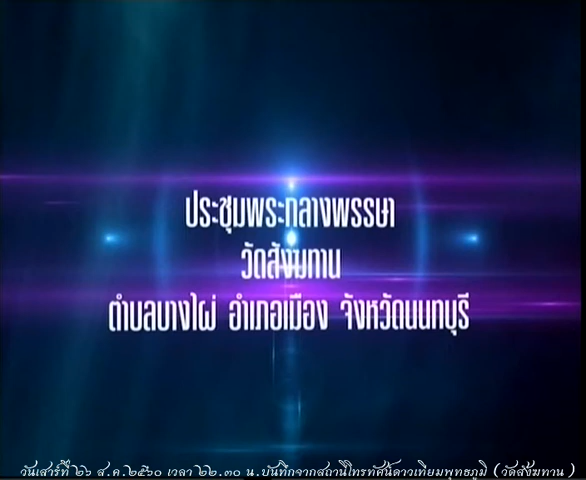 ประชุมพระกลางพรรษา
วัดสังฆทาน
ตำบลบางไผ่ อำเภอเมือง จังหวัดนนทบุรี
วันเสาร์ที่ ๒๖ ส.ค.๒๕๖๐ เวลา ๒๒.๓๐ น.บันทึกจากสถานีโทรทัศน์ดาวเทียมพุทธภูมิ (วัดสังฆทาน)